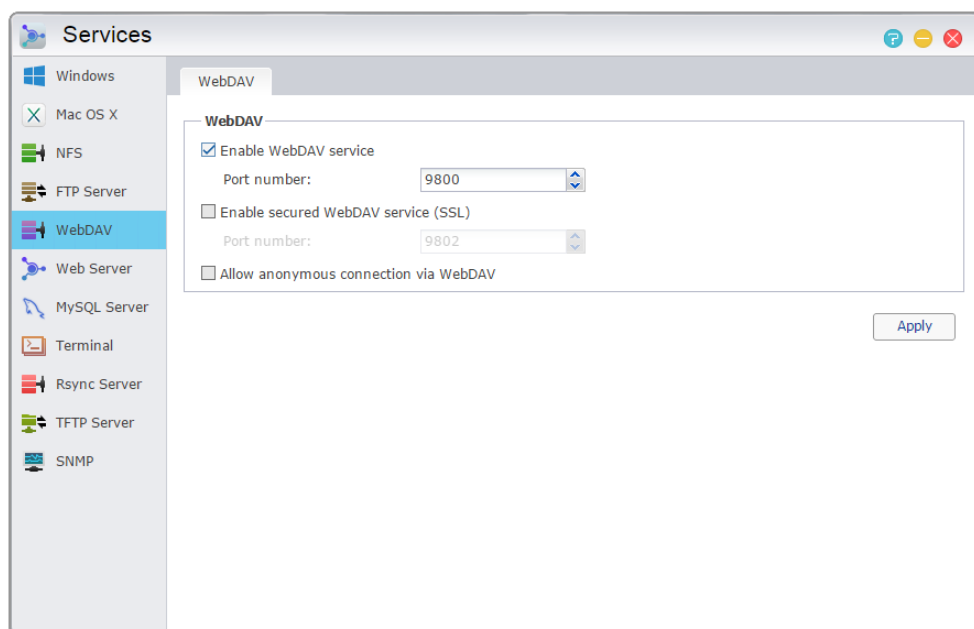 Services
Windows
Mac OS X
NFS
FTP Server
WebDAV
Web Server
MySQL Server
Terminal
Rsync Server
TFTP Server
SNMP
WebDAV
WebDAV
Enable WebDAV service
Port number: 9800
Enable secured WebDAV service (SSL)
Port number: 9802
Allow anonymous connection via WebDAV
Apply